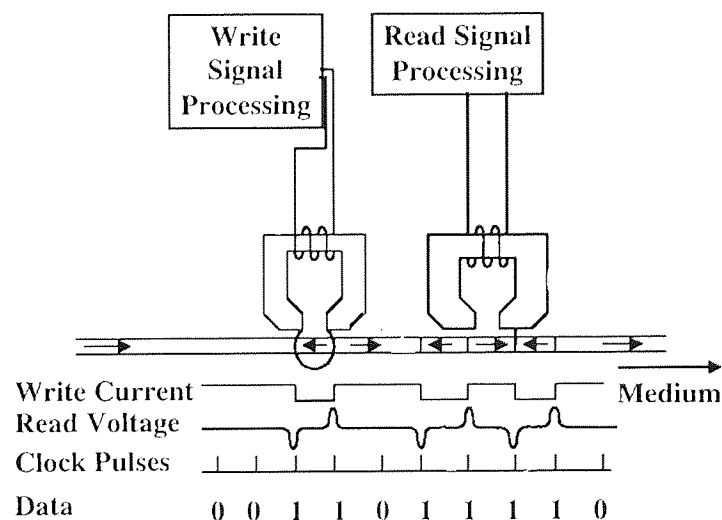 Write
Signal
Processing
Read Signal
Processing
Write Current
Medium
Read Voltage
Clock Pulses
Data 0 0 1 1 0 1 1 1 1 0